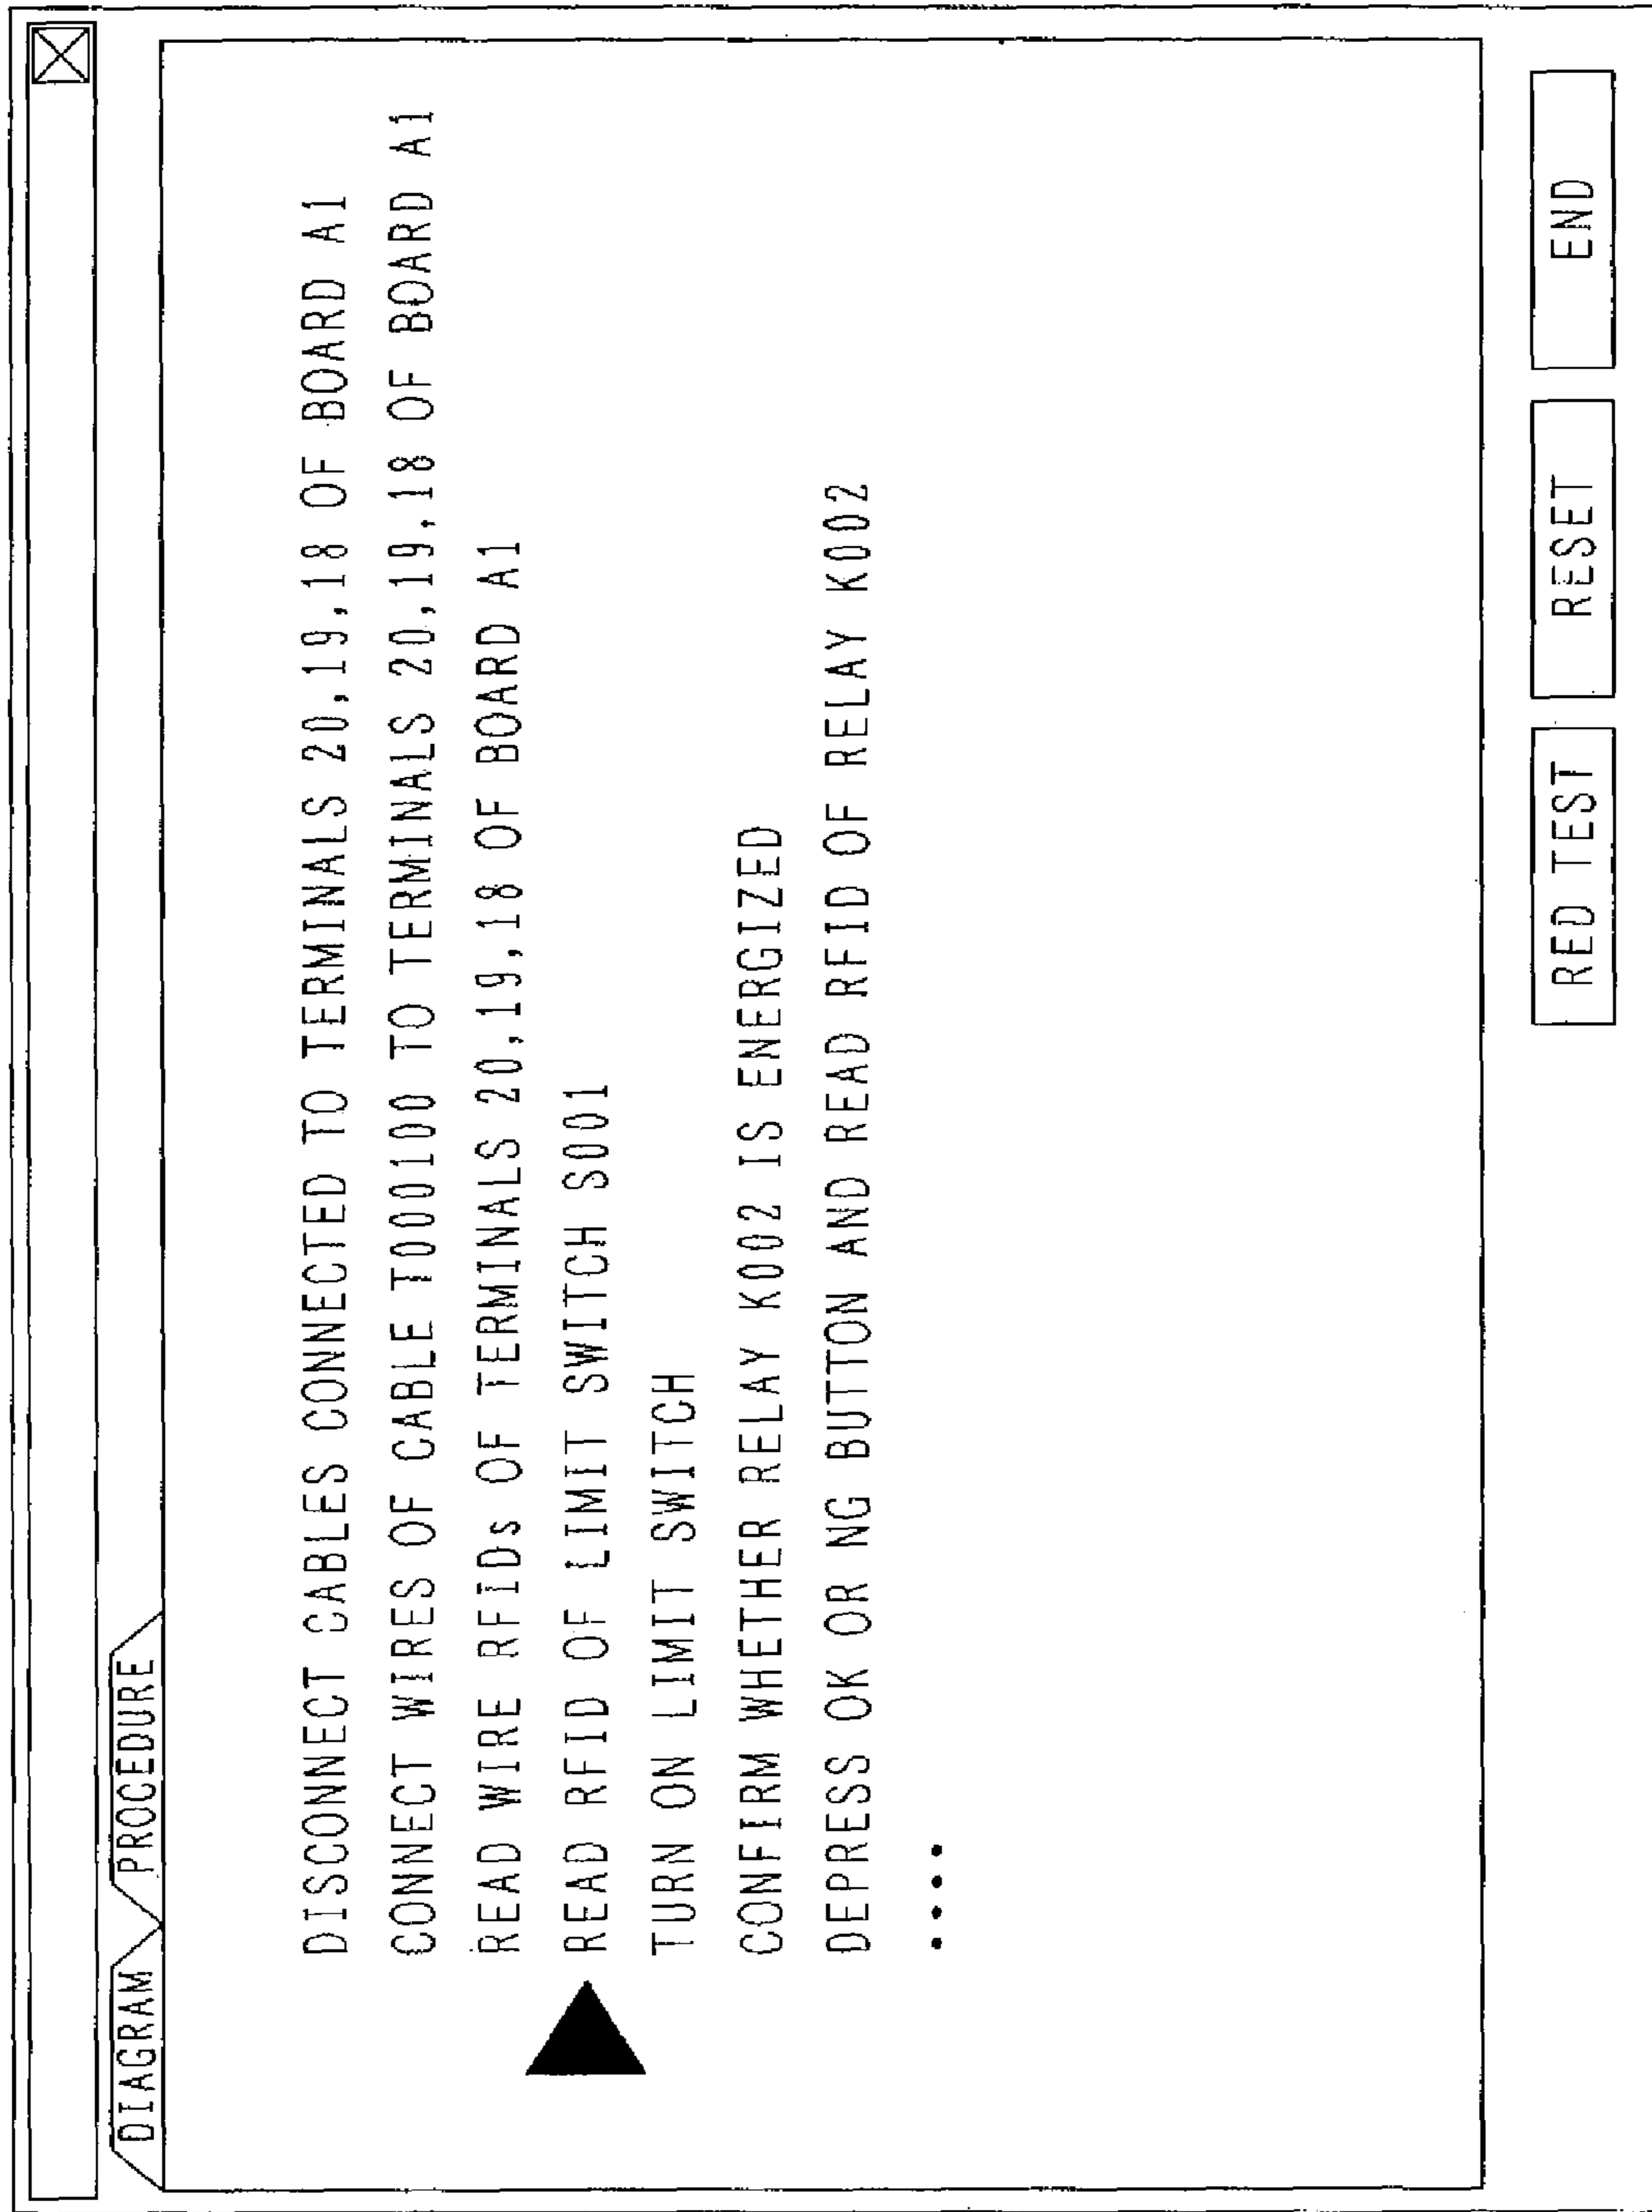 DIAGRAM
PROCEDURE
DISCONNECT CABLES CONNECTED TO TERMINALS 20,19,18 OF BOARD A1
CONNECT WIRES OF CABLE T000100 TO TERMINALS 20,19,18 OF BOARD A1
READ WIRE RFIDs OF TERMINALS 20,19,18 OF BOARD A1
READ RFID OF LIMIT SWITCH S001
TURN ON LIMIT SWITCH
CONFIRM WHETHER RELAY K002 IS ENERGIZED
DEPRESS OK OR NG BUTTON AND READ RFID OF RELAY K002
••••
RED TEST
RESET
END